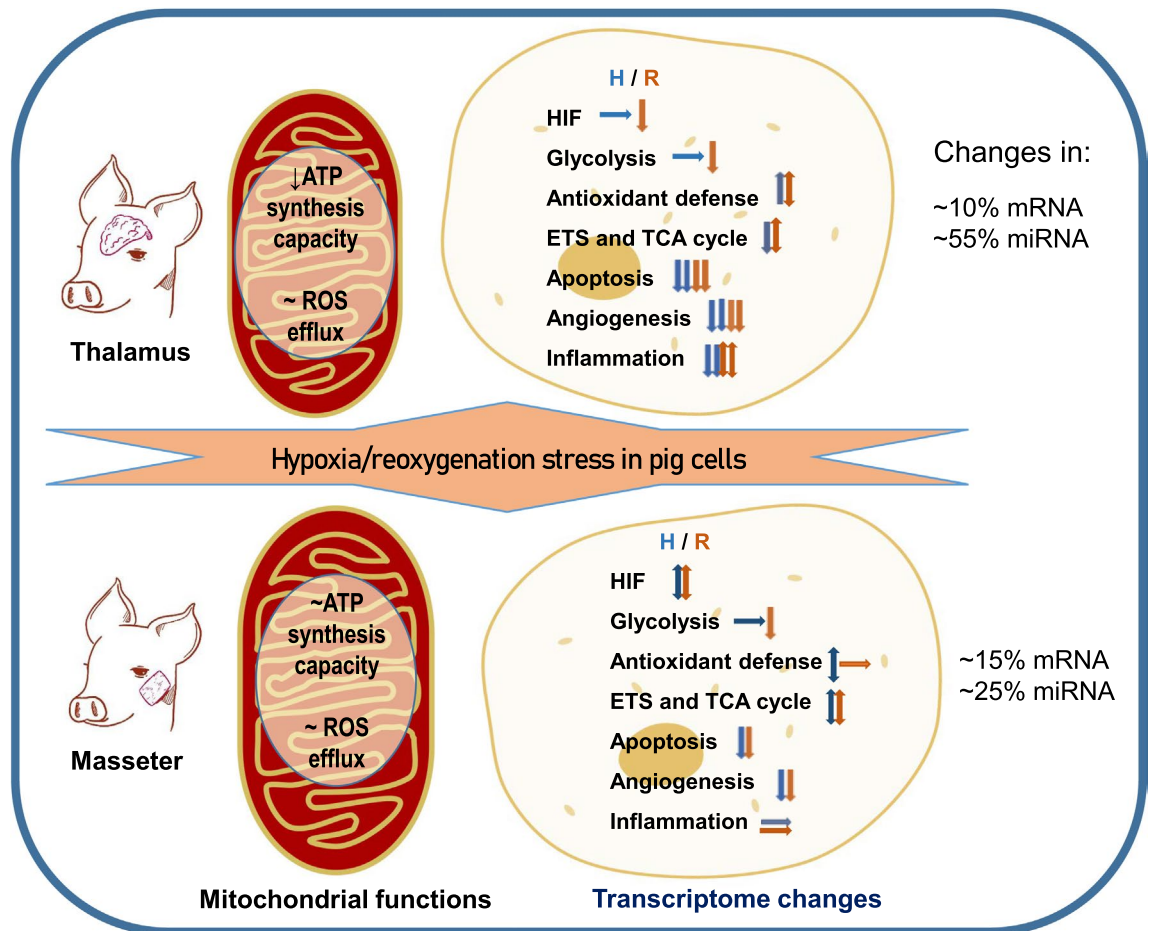 H / R
HIF
Glycolysis
Antioxidant defense
ETS and TCA cycle
Apoptosis
Angiogenesis
Inflammation
↓ATP
synthesis
capacity
~ ROS
efflux
Thalamus
Changes in:
~10% mRNA
~55% miRNA
Hypoxia/reoxygenation stress in pig cells
H / R
HIF
Glycolysis
Antioxidant defense
ETS and TCA cycle
Apoptosis
Angiogenesis
Inflammation
~ATP
synthesis
capacity
~ ROS
efflux
Masseter
~15% mRNA
~25% miRNA
Mitochondrial functions
Transcriptome changes